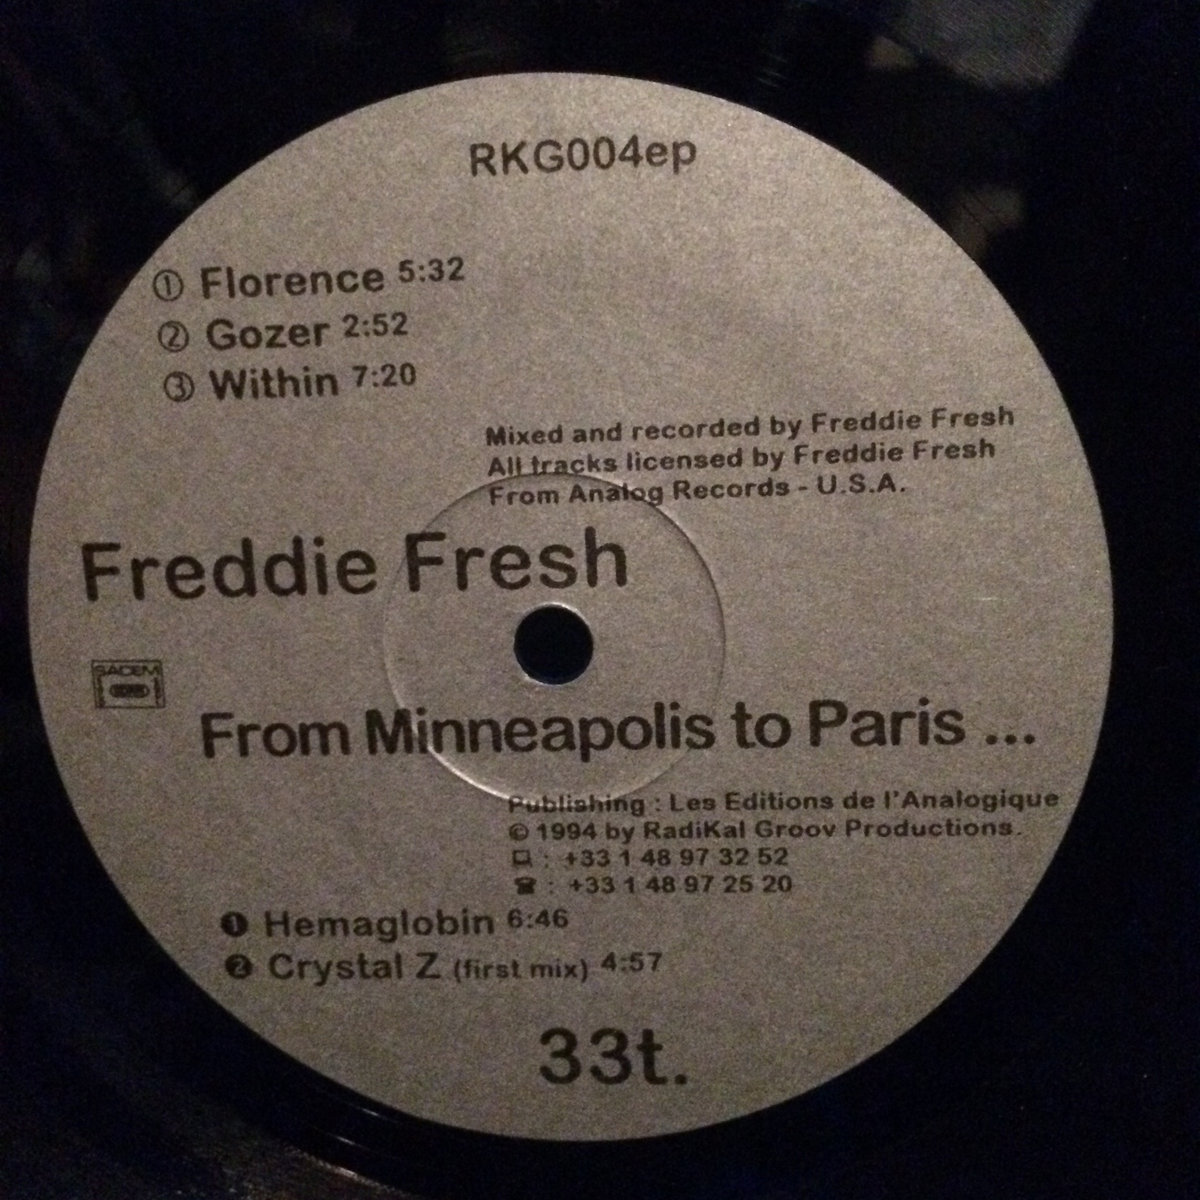 RKG004ep
① Florence 5:32
② Gozer 2:52
③ Within 7:20
Mixed and recorded by Freddie Fresh
All tracks licensed by Freddie Fresh
From Analog Records - U.S.A.
Freddie Fresh
SACEM
From Minneapolis to Paris ...
Publishing : Les Editions de l'Analogique
© 1994 by RadiKal Groov Productions.
: +33 1 48 97 32 52
☎ : +33 1 48 97 25 20
❶ Hemaglobin 6:46
❷ Crystal Z (first mix) 4:57
33t.